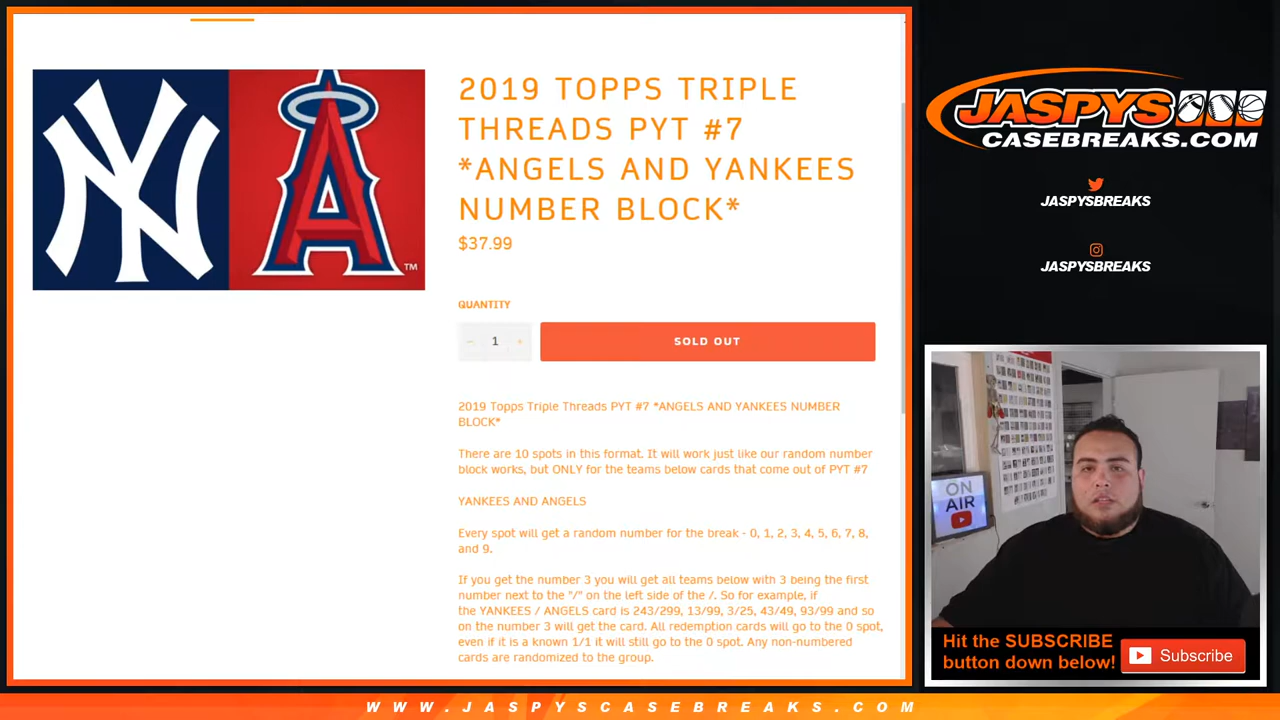 2019 TOPPS TRIPLE
THREADS PYT #7
*ANGELS AND YANKEES
NUMBER BLOCK*
$37.99
QUANTITY
− 1 +
SOLD OUT
2019 Topps Triple Threads PYT #7 *ANGELS AND YANKEES NUMBER
BLOCK*
There are 10 spots in this format. It will work just like our random number
block works, but ONLY for the teams below cards that come out of PYT #7
YANKEES AND ANGELS
Every spot will get a random number for the break - 0, 1, 2, 3, 4, 5, 6, 7, 8,
and 9.
If you get the number 3 you will get all teams below with 3 being the first
number next to the "/" on the left side of the /. So for example, if
the YANKEES / ANGELS card is 243/299, 13/99, 3/25, 43/49, 93/99 and so
on the number 3 will get the card. All redemption cards will go to the 0 spot,
even if it is a known 1/1 it will still go to the 0 spot. Any non-numbered
cards are randomized to the group.
NY
A
TM
JASPYS
CASEBREAKS.COM
JASPYSBREAKS
JASPYSBREAKS
ON
AIR
Hit the SUBSCRIBE
button down below!
Subscribe
WWW.JASPYSCASEBREAKS.COM